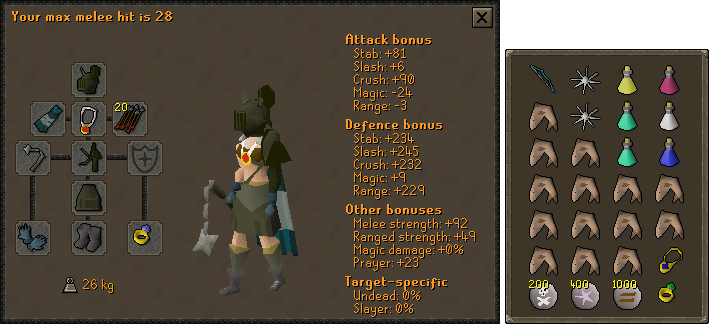 Your max melee hit is 28
Attack bonus
Stab: +81
Slash: +6
Crush: +90
Magic: -24
Range: -3
Defence bonus
Stab: +234
Slash: +245
Crush: +232
Magic: +9
Range: +229
Other bonuses
Melee strength: +92
Ranged strength: +49
Magic damage: +0%
Prayer: +23
Target-specific
Undead: 0%
Slayer: 0%
20
26 kg
200
400
1000